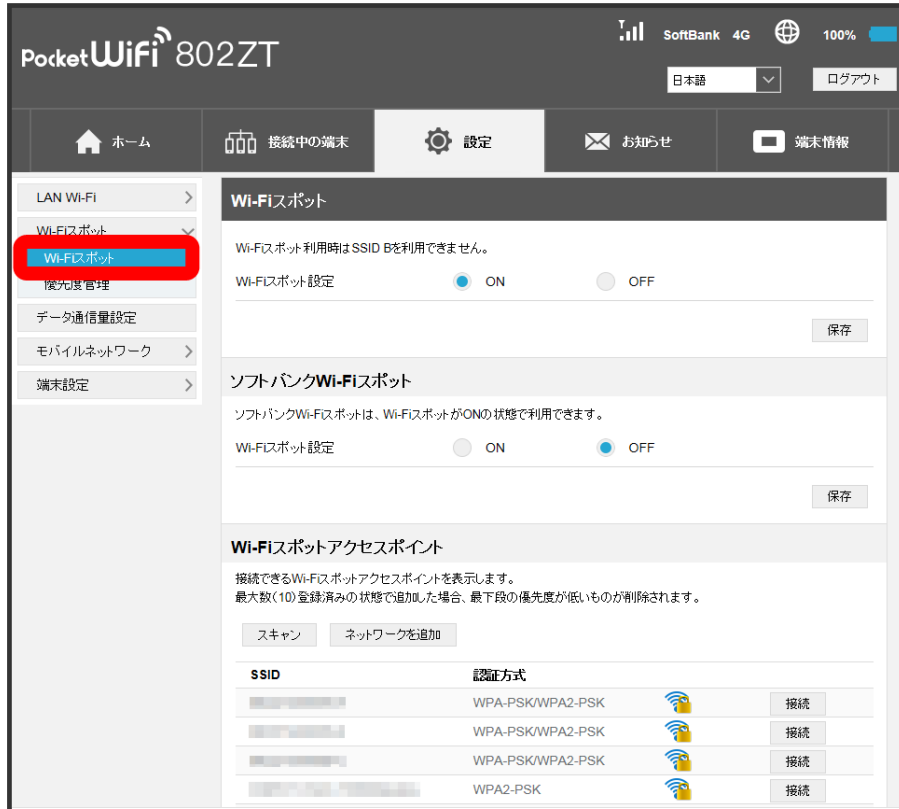 PocketWiFi 802ZT
SoftBank 4G 100%
日本語 ログアウト
ホーム 接続中の端末 設定 お知らせ 端末情報
LAN Wi-Fi
Wi-Fiスポット
Wi-Fiスポット
優先度管理
データ通信量設定
モバイルネットワーク
端末設定
Wi-Fiスポット
Wi-Fiスポット利用時はSSID Bを利用できません。
Wi-Fiスポット設定 ON OFF
保存
ソフトバンクWi-Fiスポット
ソフトバンクWi-Fiスポットは、Wi-FiスポットがONの状態で利用できます。
Wi-Fiスポット設定 ON OFF
保存
Wi-Fiスポットアクセスポイント
接続できるWi-Fiスポットアクセスポイントを表示します。
最大数(10)登録済みの状態で追加した場合、最下段の優先度が低いものが削除されます。
スキャン ネットワークを追加
SSID 認証方式
WPA-PSK/WPA2-PSK 接続
WPA-PSK/WPA2-PSK 接続
WPA-PSK/WPA2-PSK 接続
WPA2-PSK 接続